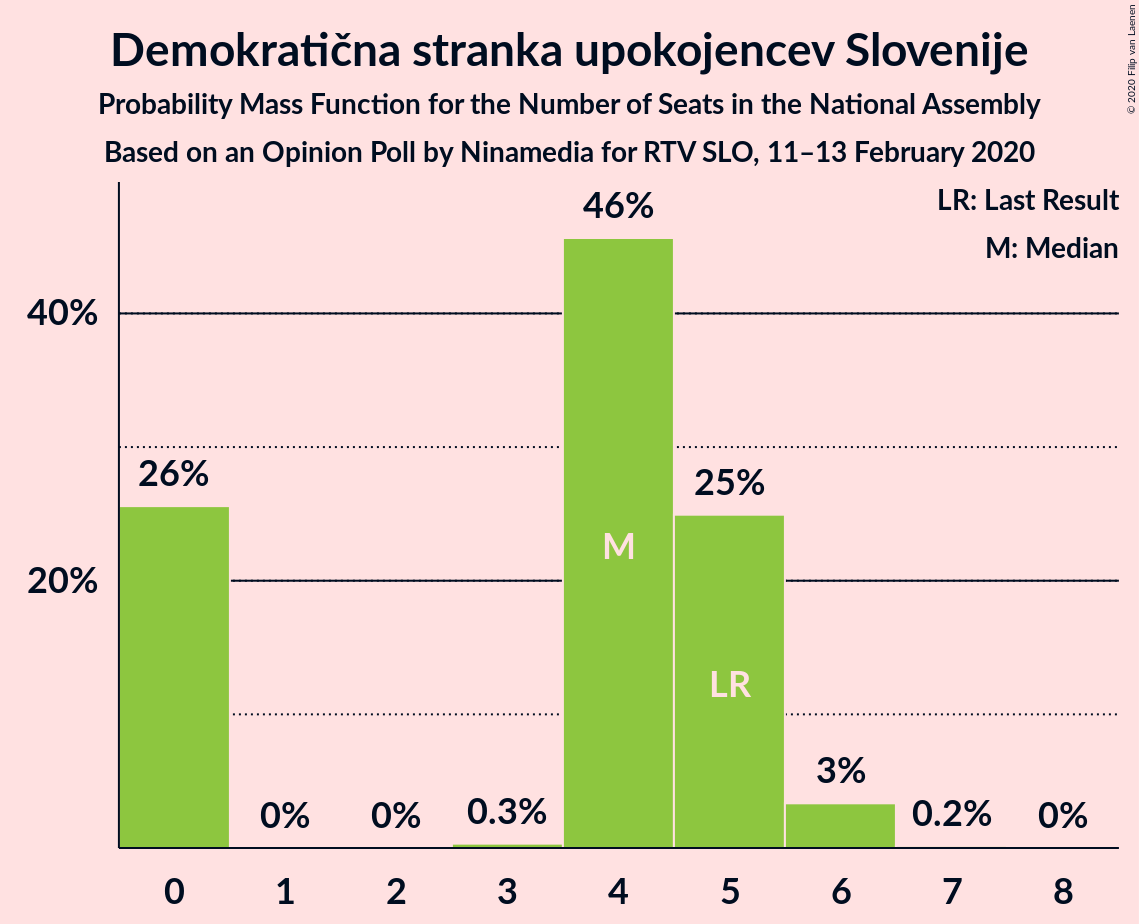 Demokratična stranka upokojencev Slovenije
Probability Mass Function for the Number of Seats in the National Assembly
Based on an Opinion Poll by Ninamedia for RTV SLO, 11–13 February 2020
© 2020 Filip van Laenen
LR: Last Result
M: Median
40%
20%
26%
0%
0%
0.3%
46%
25%
3%
0.2%
0%
M
LR
0 1 2 3 4 5 6 7 8